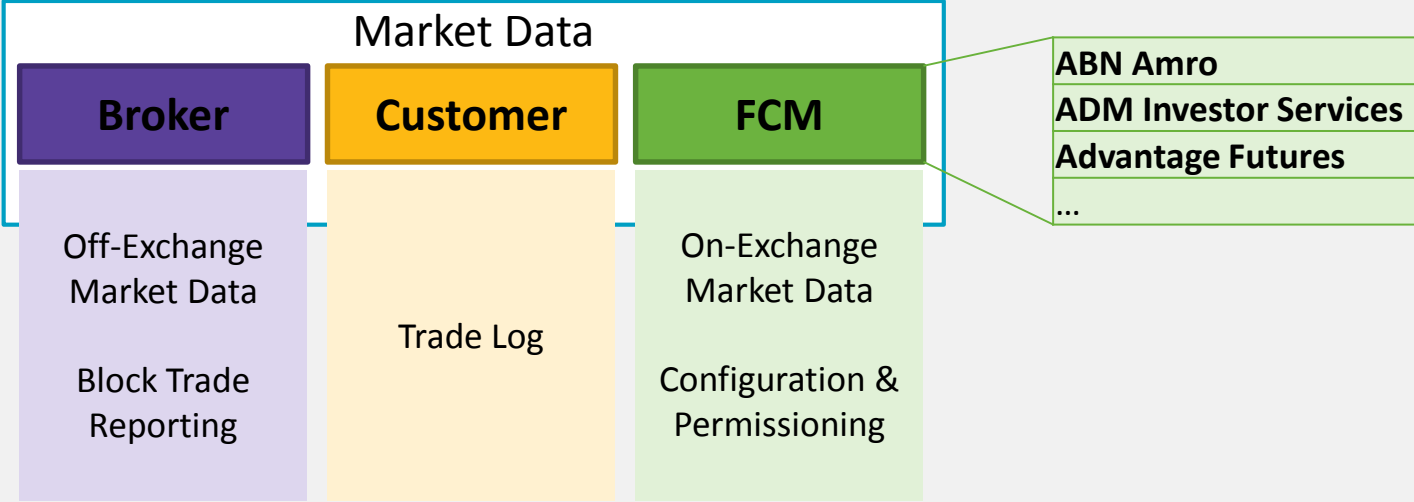 Market Data
Broker
Customer
FCM
Off-Exchange
Market Data
Block Trade
Reporting
Trade Log
On-Exchange
Market Data
Configuration &
Permissioning
ABN Amro
ADM Investor Services
Advantage Futures
...